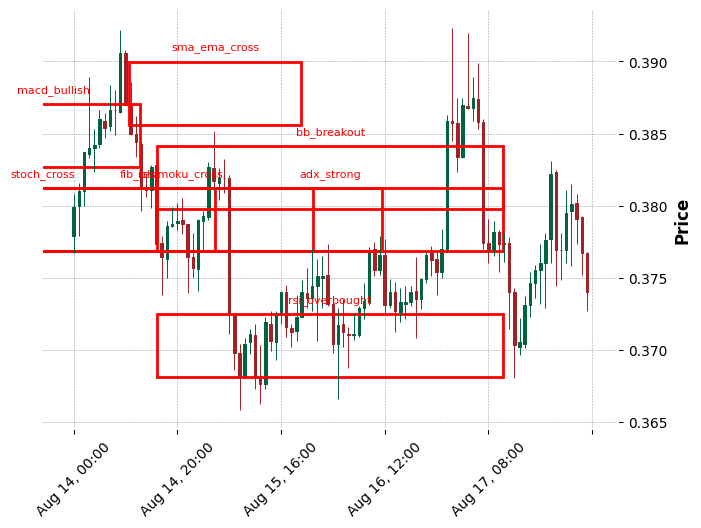 sma_ema_cross
macd_bullish
bb_breakout
stoch_cross
adx_strong
rsi_overbought
0.390
0.385
0.380
0.375
0.370
0.365
Price
Aug 14, 00:00
Aug 14, 20:00
Aug 15, 16:00
Aug 16, 12:00
Aug 17, 08:00